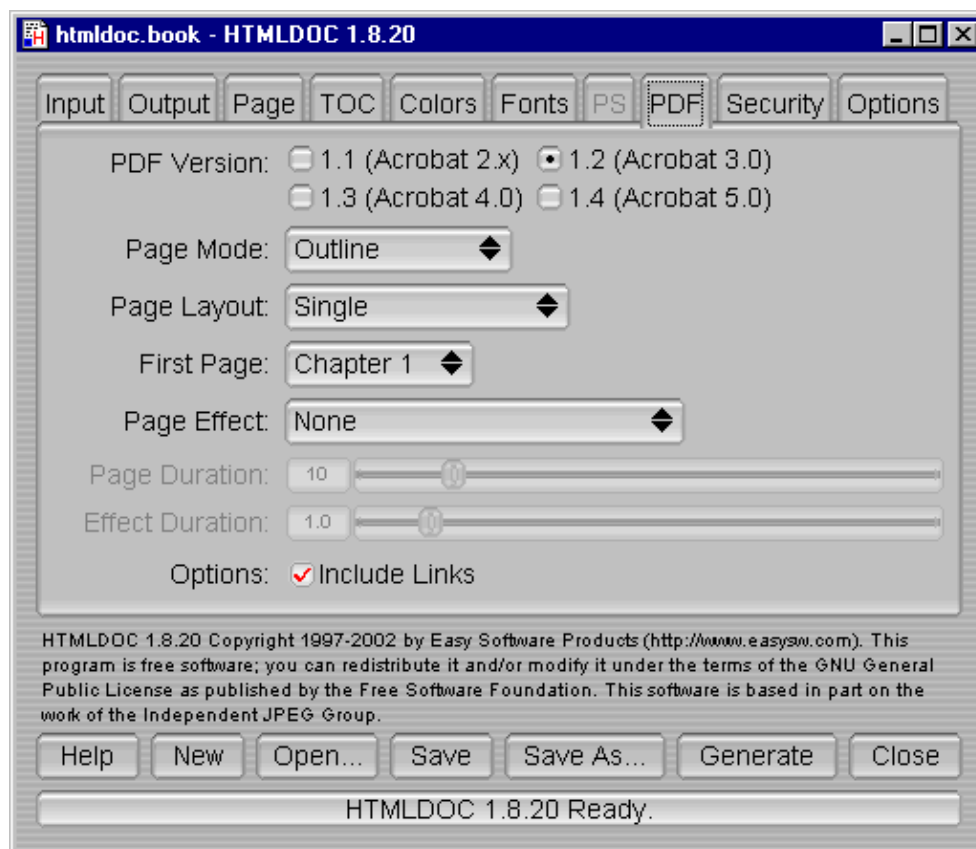 htmldoc.book - HTMLDOC 1.8.20
Input Output Page TOC Colors Fonts PS PDF Security Options
PDF Version: 1.1 (Acrobat 2.x) 1.2 (Acrobat 3.0)
1.3 (Acrobat 4.0) 1.4 (Acrobat 5.0)
Page Mode: Outline
Page Layout: Single
First Page: Chapter 1
Page Effect: None
Page Duration: 10
Effect Duration: 1.0
Options: Include Links
HTMLDOC 1.8.20 Copyright 1997-2002 by Easy Software Products (http://www.easysw.com). This
program is free software; you can redistribute it and/or modify it under the terms of the GNU General
Public License as published by the Free Software Foundation. This software is based in part on the
work of the Independent JPEG Group.
Help New Open... Save Save As... Generate Close
HTMLDOC 1.8.20 Ready.